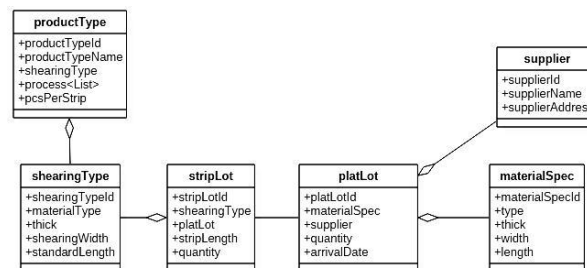 productType
+productTypeId
+productTypeName
+shearingType
+process<List>
+pcsPerStrip
supplier
+supplierId
+supplierName
+supplierAddres
shearingType
+shearingTypeId
+materialType
+thick
+shearingWidth
+standardLength
stripLot
+stripLotId
+shearingType
+platLot
+stripLength
+quantity
platLot
+platLotId
+materialSpec
+supplier
+quantity
+arrivalDate
materialSpec
+materialSpecId
+type
+thick
+width
+length